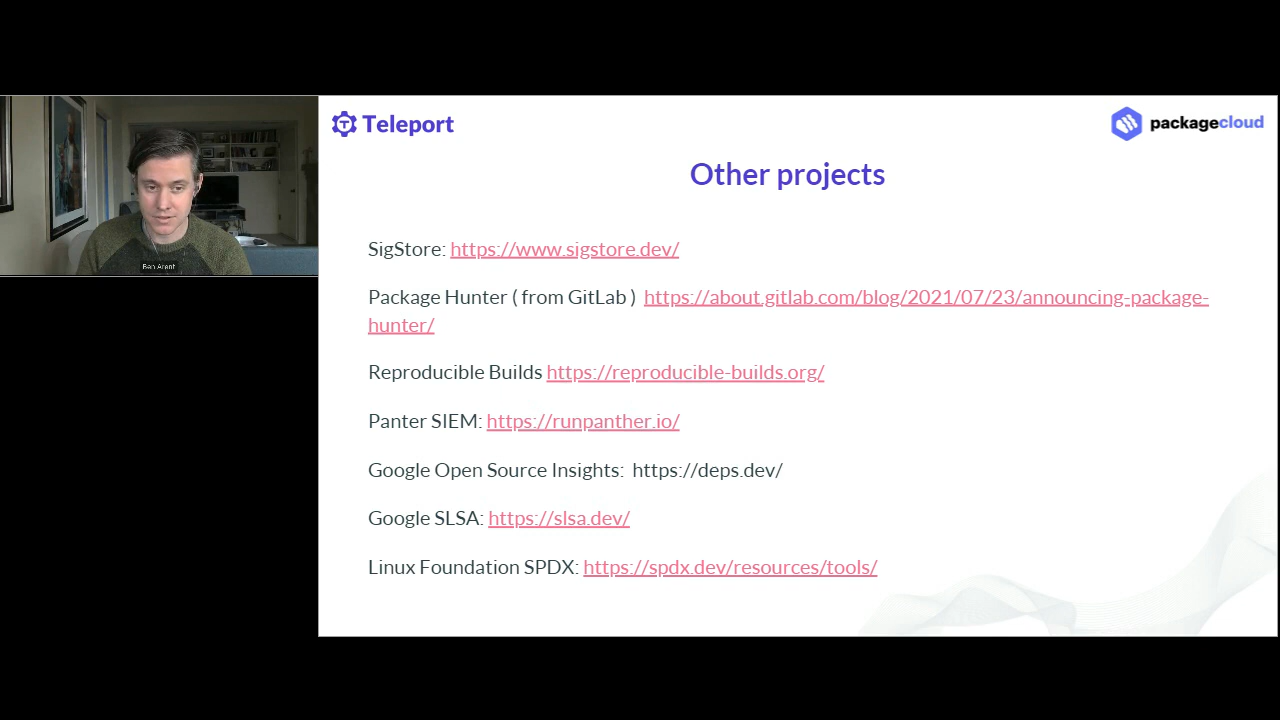 Teleport
packagecloud
Other projects
Ben Arent
SigStore: https://www.sigstore.dev/
Package Hunter ( from GitLab ) https://about.gitlab.com/blog/2021/07/23/announcing-package-
hunter/
Reproducible Builds https://reproducible-builds.org/
Panter SIEM: https://runpanther.io/
Google Open Source Insights: https://deps.dev/
Google SLSA: https://slsa.dev/
Linux Foundation SPDX: https://spdx.dev/resources/tools/